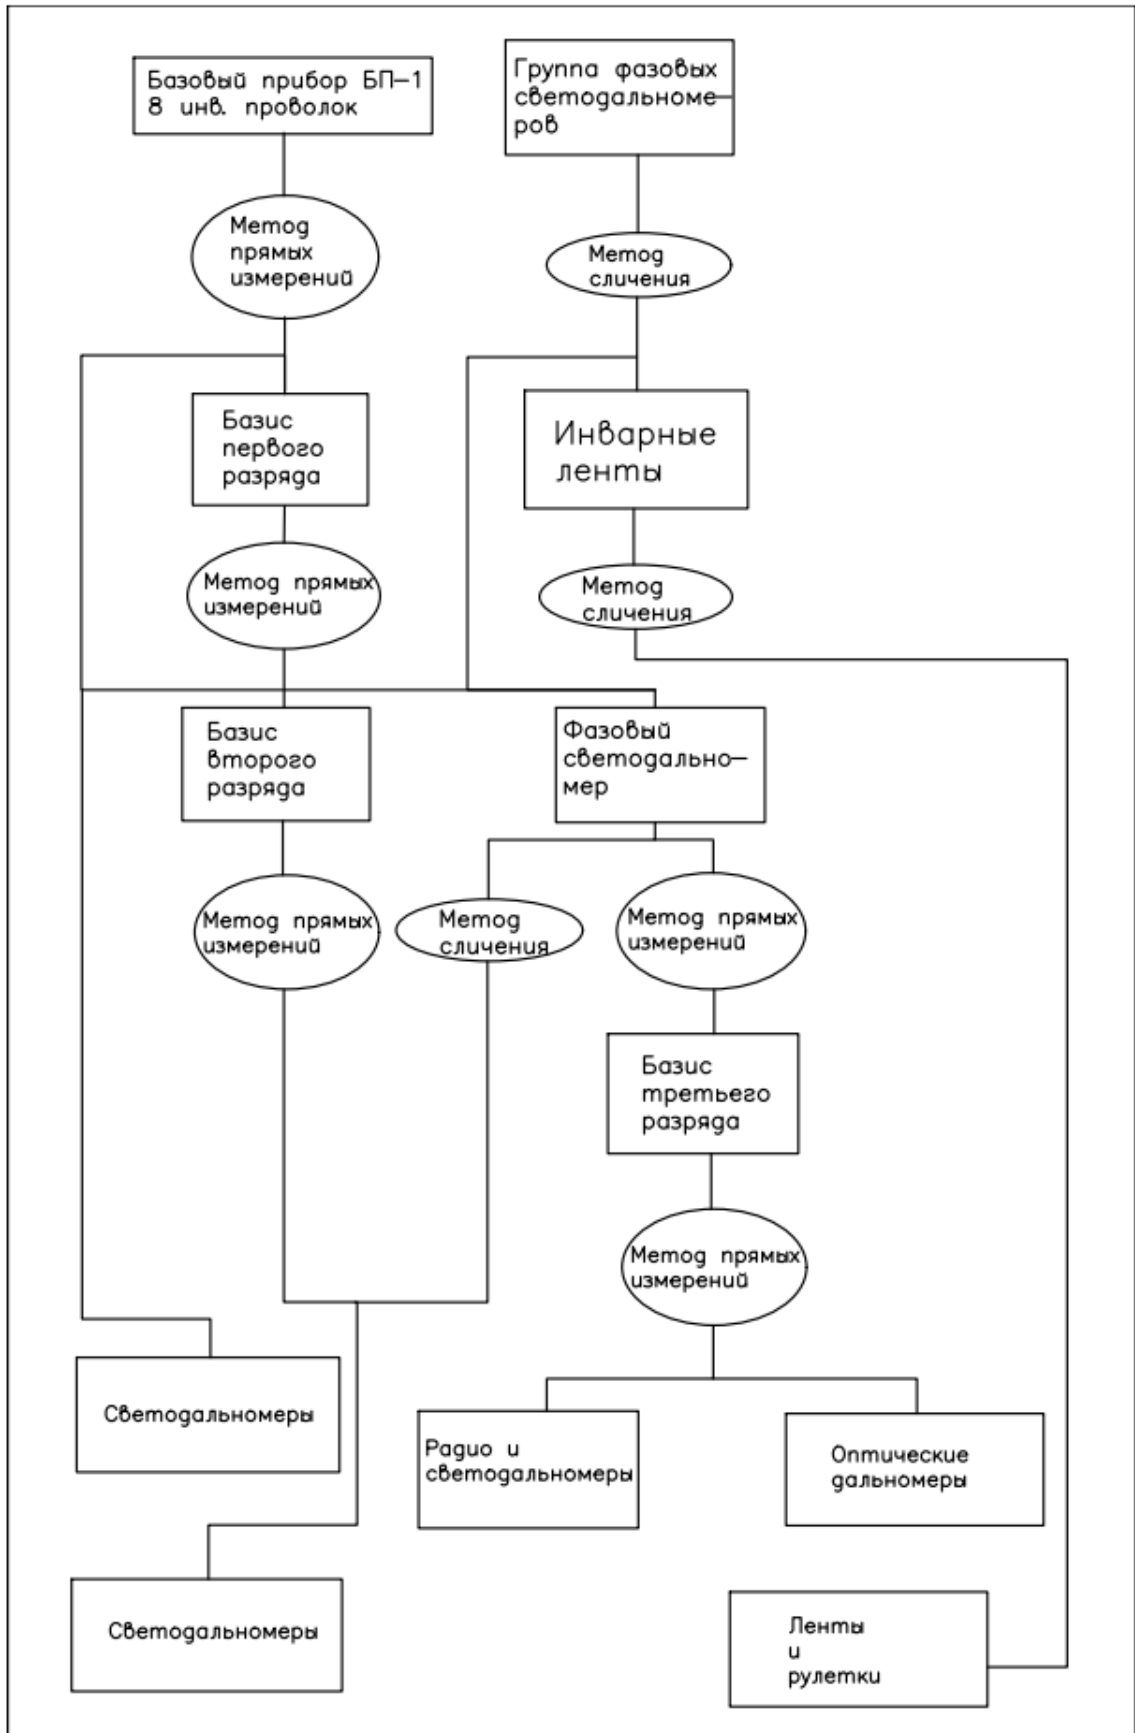 Базовый прибор БП-1
8 инв. проволок
Группа фазовых
светодальноме-
ров
Метод
прямых
измерений
Метод
сличения
Базис
первого
разряда
Инварные
ленты
Метод прямых
измерений
Метод
сличения
Базис
второго
разряда
Фазовый
светодально-
мер
Метод прямых
измерений
Метод
сличения
Метод прямых
измерений
Базис
третьего
разряда
Метод прямых
измерений
Светодальномеры
Радио и
светодальномеры
Оптические
дальномеры
Светодальномеры
Ленты
и
рулетки